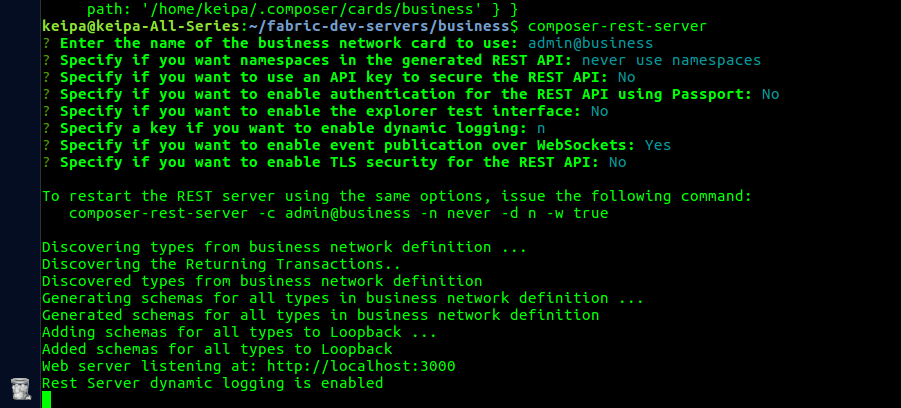 path: '/home/keipa/.composer/cards/business' } }
keipa@keipa-All-Series:~/fabric-dev-servers/business$ composer-rest-server
? Enter the name of the business network card to use: admin@business
? Specify if you want namespaces in the generated REST API: never use namespaces
? Specify if you want to use an API key to secure the REST API: No
? Specify if you want to enable authentication for the REST API using Passport: No
? Specify if you want to enable the explorer test interface: No
? Specify a key if you want to enable dynamic logging: n
? Specify if you want to enable event publication over WebSockets: Yes
? Specify if you want to enable TLS security for the REST API: No
To restart the REST server using the same options, issue the following command:
composer-rest-server -c admin@business -n never -d n -w true
Discovering types from business network definition ...
Discovering the Returning Transactions..
Discovered types from business network definition
Generating schemas for all types in business network definition ...
Generated schemas for all types in business network definition
Adding schemas for all types to Loopback ...
Added schemas for all types to Loopback
Web server listening at: http://localhost:3000
Rest Server dynamic logging is enabled